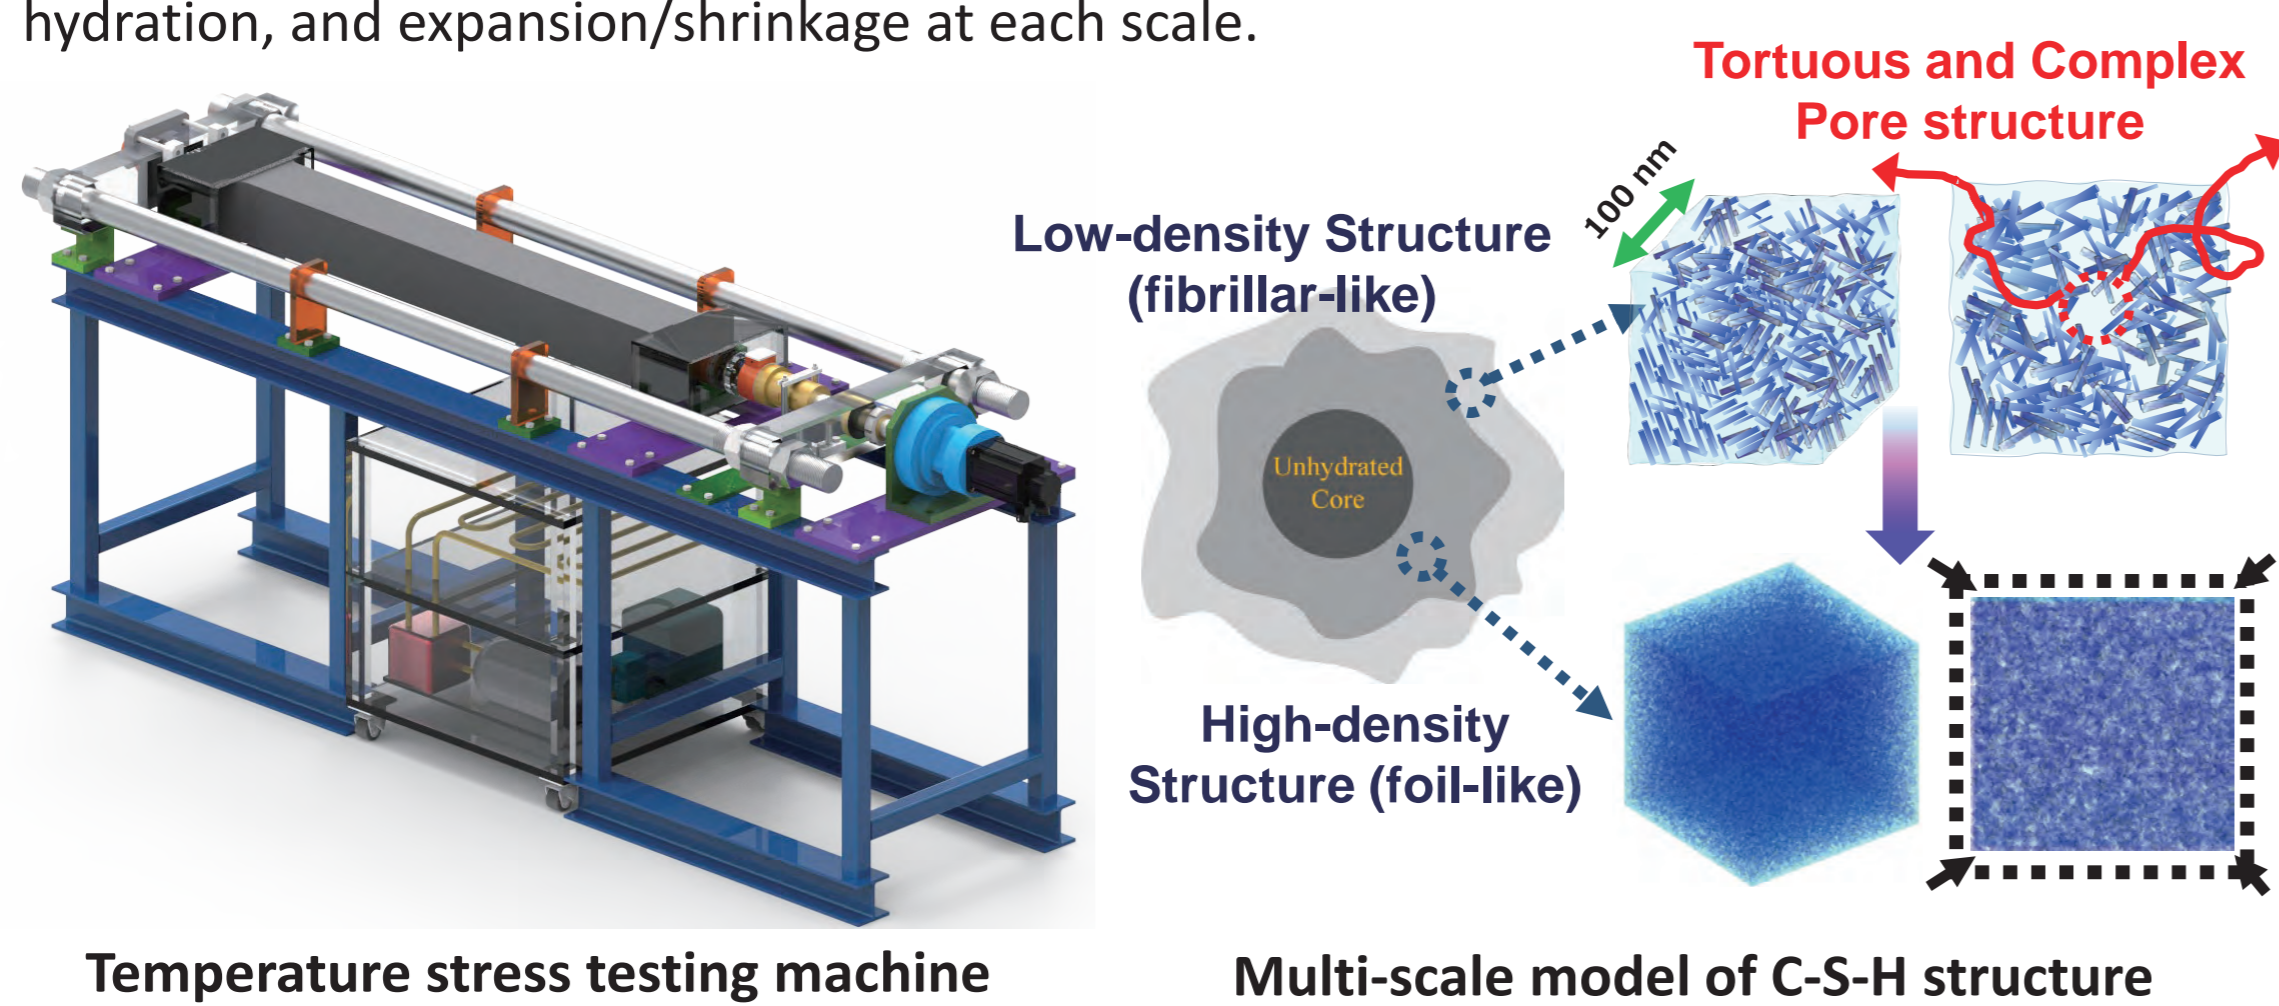 hydration, and expansion/shrinkage at each scale.
Tortuous and Complex
Pore structure
100 nm
Low-density Structure
(fibrillar-like)
Unhydrated
Core
High-density
Structure (foil-like)
Temperature stress testing machine
Multi-scale model of C-S-H structure